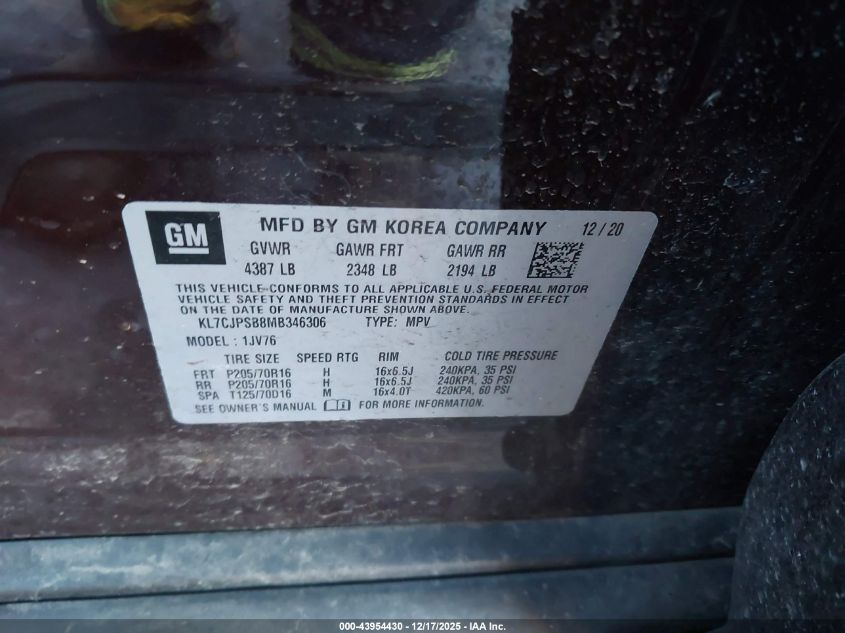 GM MFD BY GM KOREA COMPANY 12/20
GVWR GAWR FRT GAWR RR
4387 LB 2348 LB 2194 LB
THIS VEHICLE CONFORMS TO ALL APPLICABLE U.S. FEDERAL MOTOR
VEHICLE SAFETY AND THEFT PREVENTION STANDARDS IN EFFECT
ON THE DATE OF MANUFACTURE SHOWN ABOVE.
KL7CJPSB8MB346306 TYPE: MPV
MODEL: 1JV76
TIRE SIZE SPEED RTG RIM COLD TIRE PRESSURE
FRT P205/70R16 H 16x6.5J 240KPA, 35 PSI
RR P205/70R16 H 16x6.5J 240KPA, 35 PSI
SPA T125/70D16 M 16x4.0T 420KPA, 60 PSI
SEE OWNER'S MANUAL FOR MORE INFORMATION.
000-43954430 - 12/17/2025 - IAA Inc.